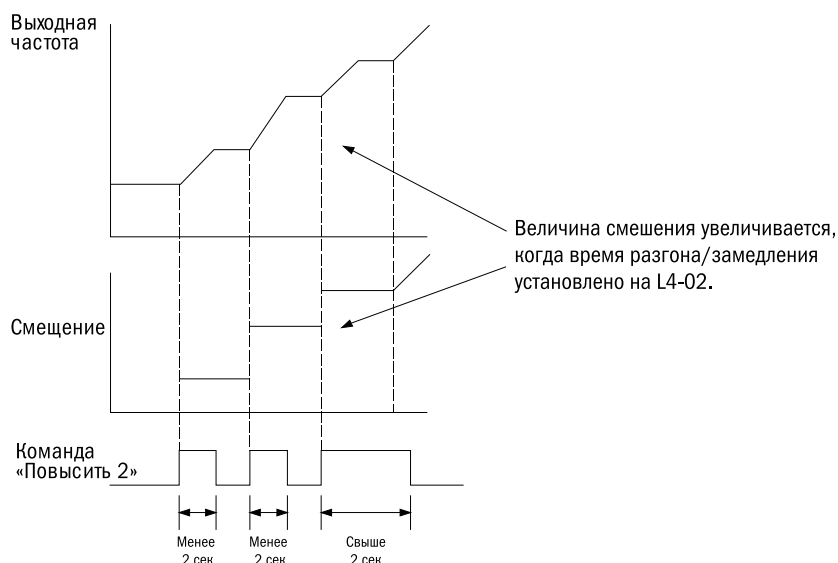 Выходная
частота
Величина смешения увеличивается,
когда время разгона/замедления
установлено на L4-02.
Смещение
Команда
«Повысить 2»
Менее
2 сек
Менее
2 сек
Свыше
2 сек